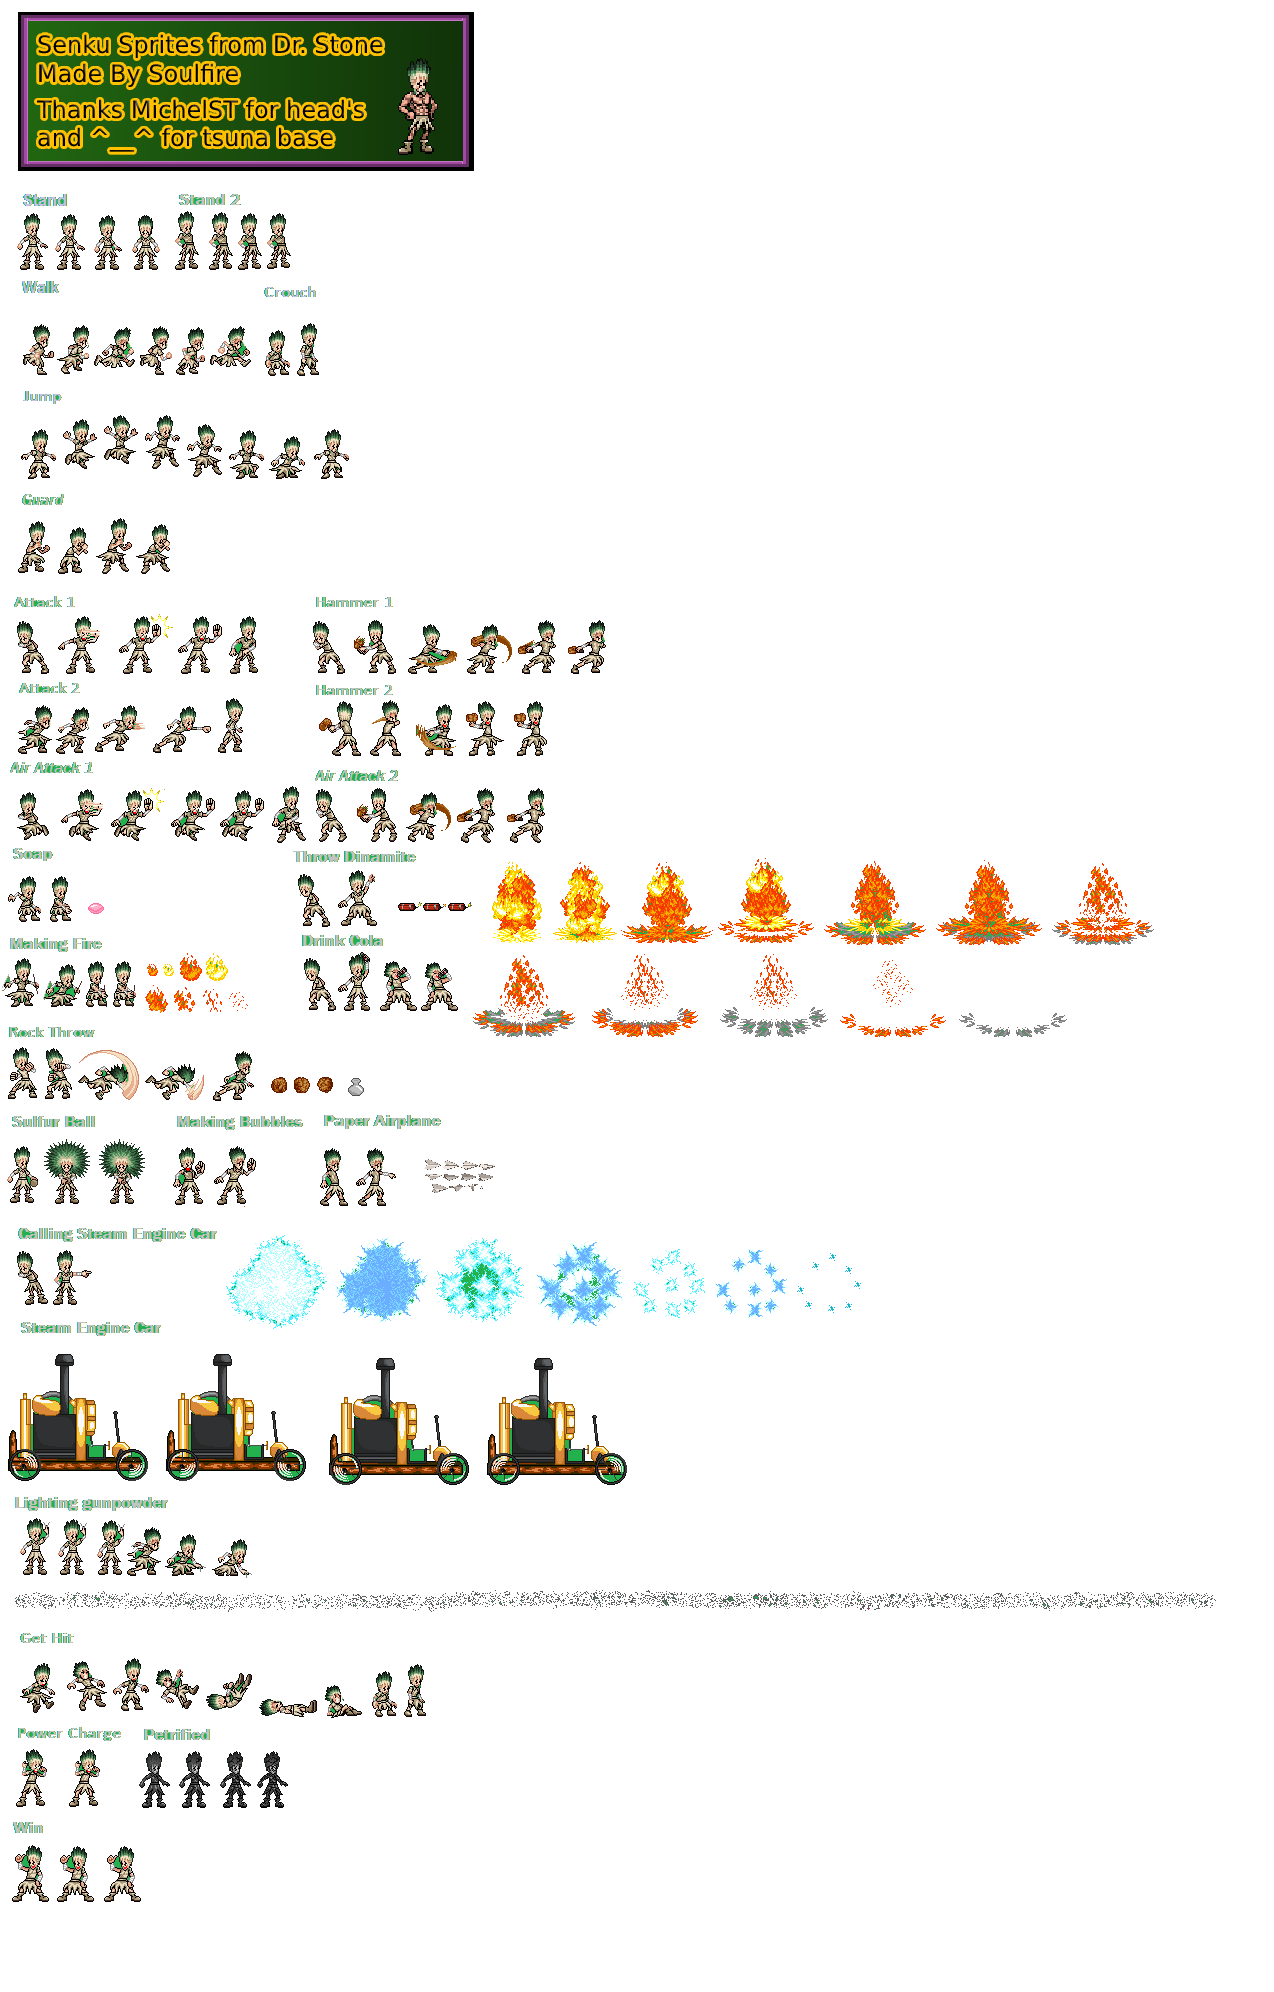 Senku Sprites from Dr. Stone
Made By Soulfire
Thanks MichelST for head's
and ^__^ for tsuna base
Stand
Stand 2
Walk
Crouch
Jump
Guard
Attack 1
Hammer 1
Attack 2
Hammer 2
Air Attack 1
Air Attack 2
Soap
Throw Dinamite
Making Fire
Drink Cola
Rock Throw
Sulfur Ball
Making Bubbles
Paper Airplane
Calling Steam Engine Car
Steam Engine Car
Lighting gunpowder
Get Hit
Power Charge
Petrified
Win